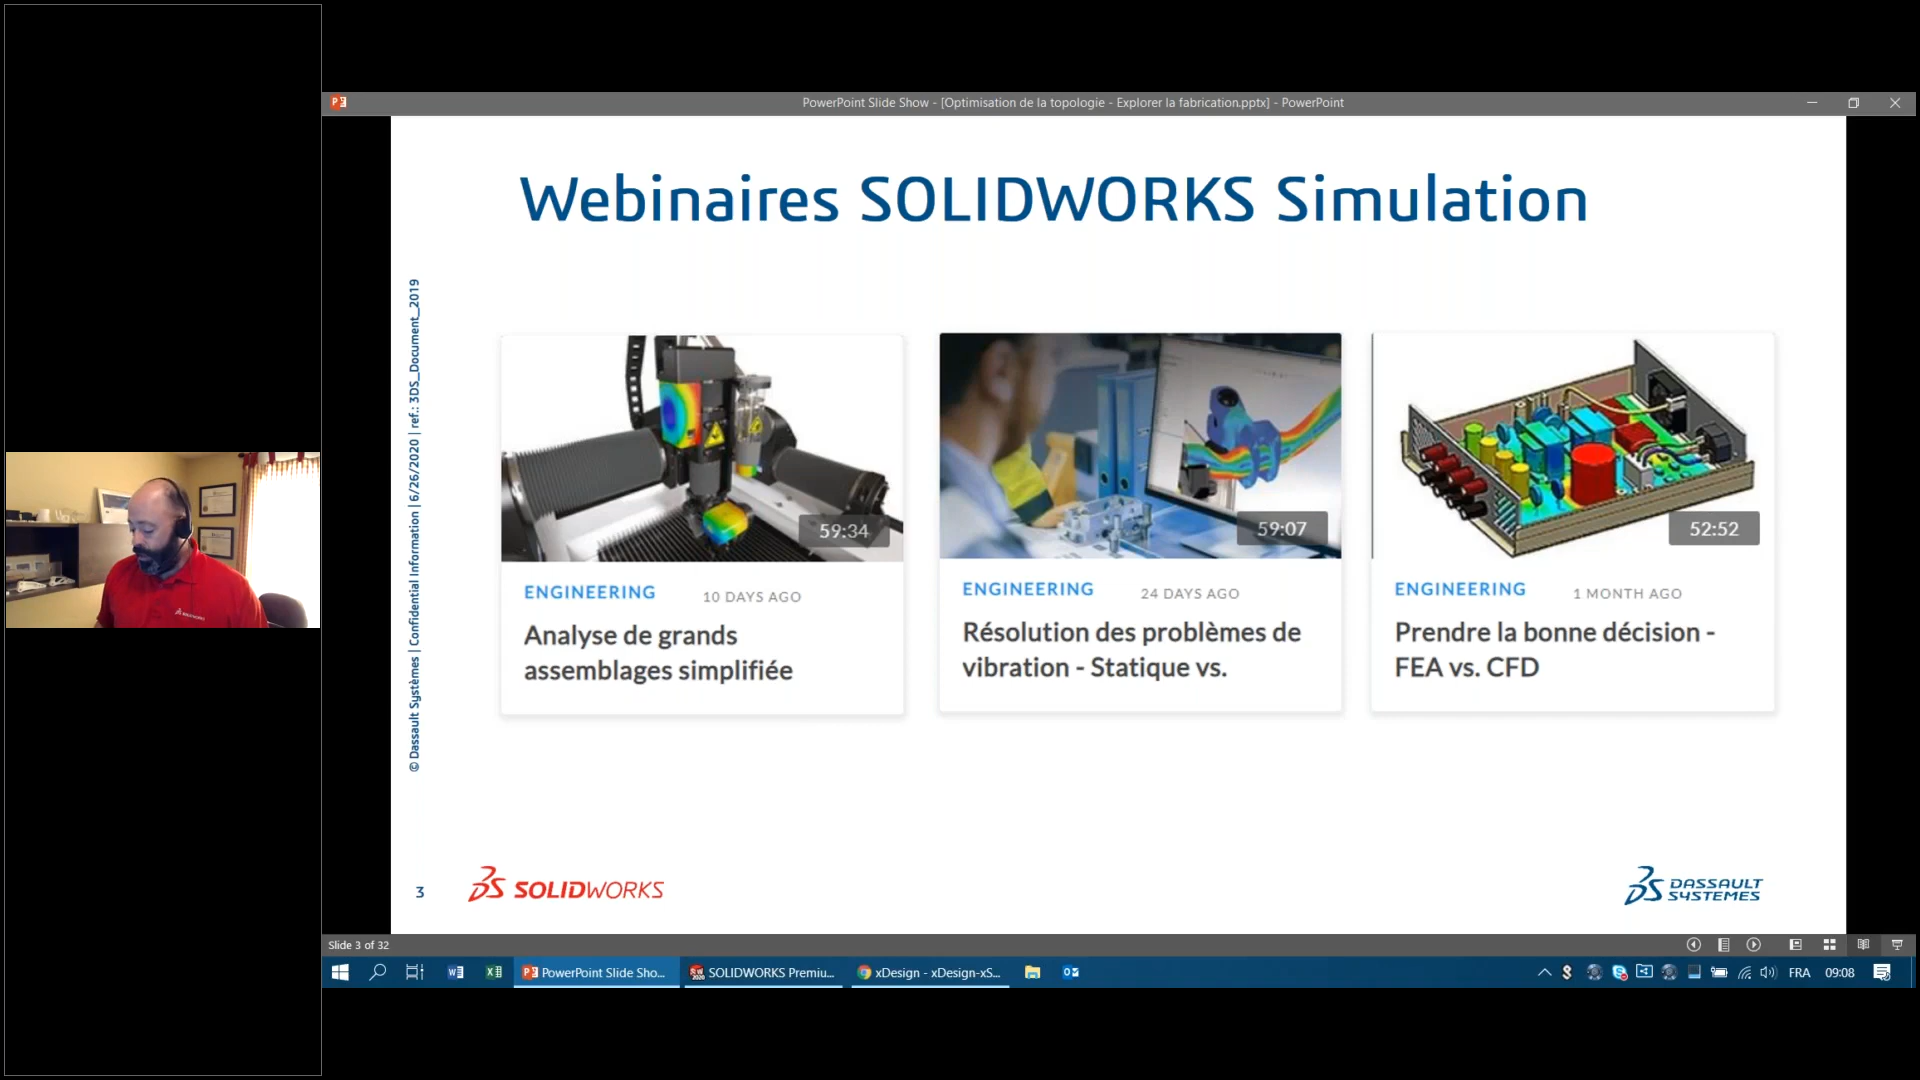 PowerPoint Slide Show - [Optimisation de la topologie - Explorer la fabrication.pptx] - PowerPoint
Webinaires SOLIDWORKS Simulation
© Dassault Systèmes | Confidential Information | 6/26/2020 | ref.: 3DS_Document_2019
59:34
ENGINEERING 10 DAYS AGO
Analyse de grands
assemblages simplifiée
59:07
ENGINEERING 24 DAYS AGO
Résolution des problèmes de
vibration - Statique vs.
52:52
ENGINEERING 1 MONTH AGO
Prendre la bonne décision -
FEA vs. CFD
3
SOLIDWORKS
DASSAULT
SYSTEMES
Slide 3 of 32
PowerPoint Slide Sho...
SOLIDWORKS Premiu...
xDesign - xDesign-xS...
FRA
09:08